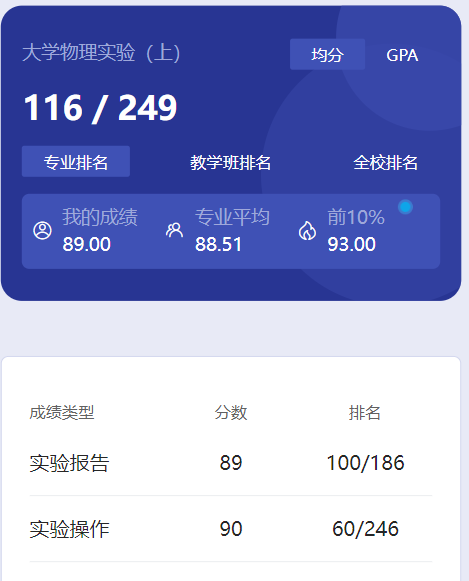 大学物理实验（上）
均分 GPA
116 / 249
专业排名 教学班排名 全校排名
我的成绩 专业平均 前10%
89.00 88.51 93.00
成绩类型 分数 排名
实验报告 89 100/186
实验操作 90 60/246